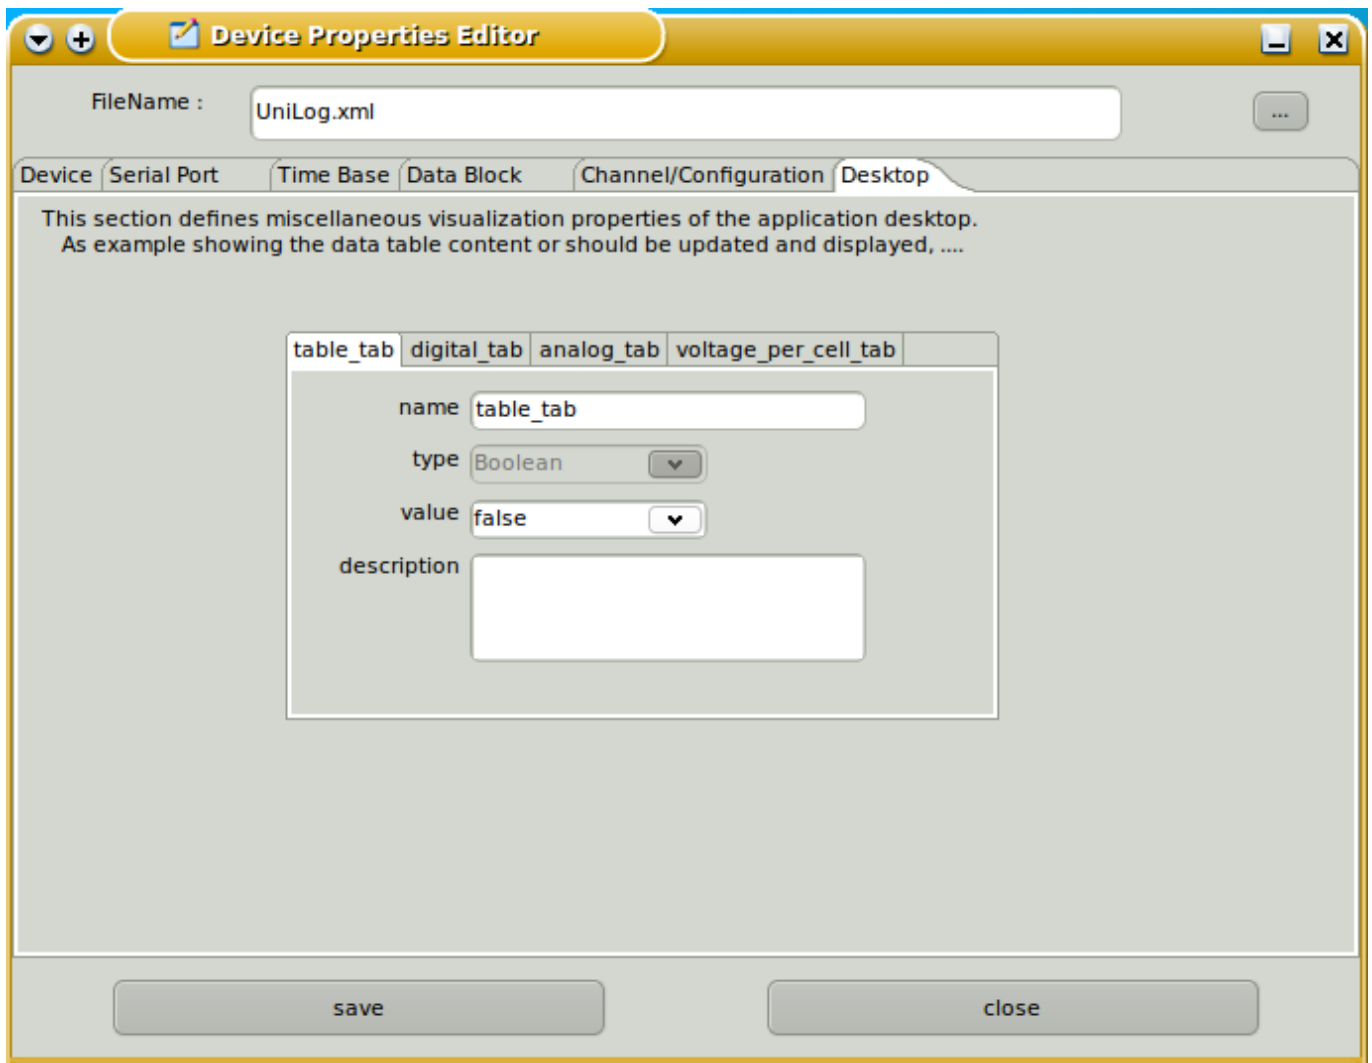 Device Properties Editor
FileName :
UniLog.xml
...
Device Serial Port Time Base Data Block Channel/Configuration Desktop
This section defines miscellaneous visualization properties of the application desktop.
As example showing the data table content or should be updated and displayed, ....
table_tab digital_tab analog_tab voltage_per_cell_tab
name table_tab
type Boolean
value false
description
save close